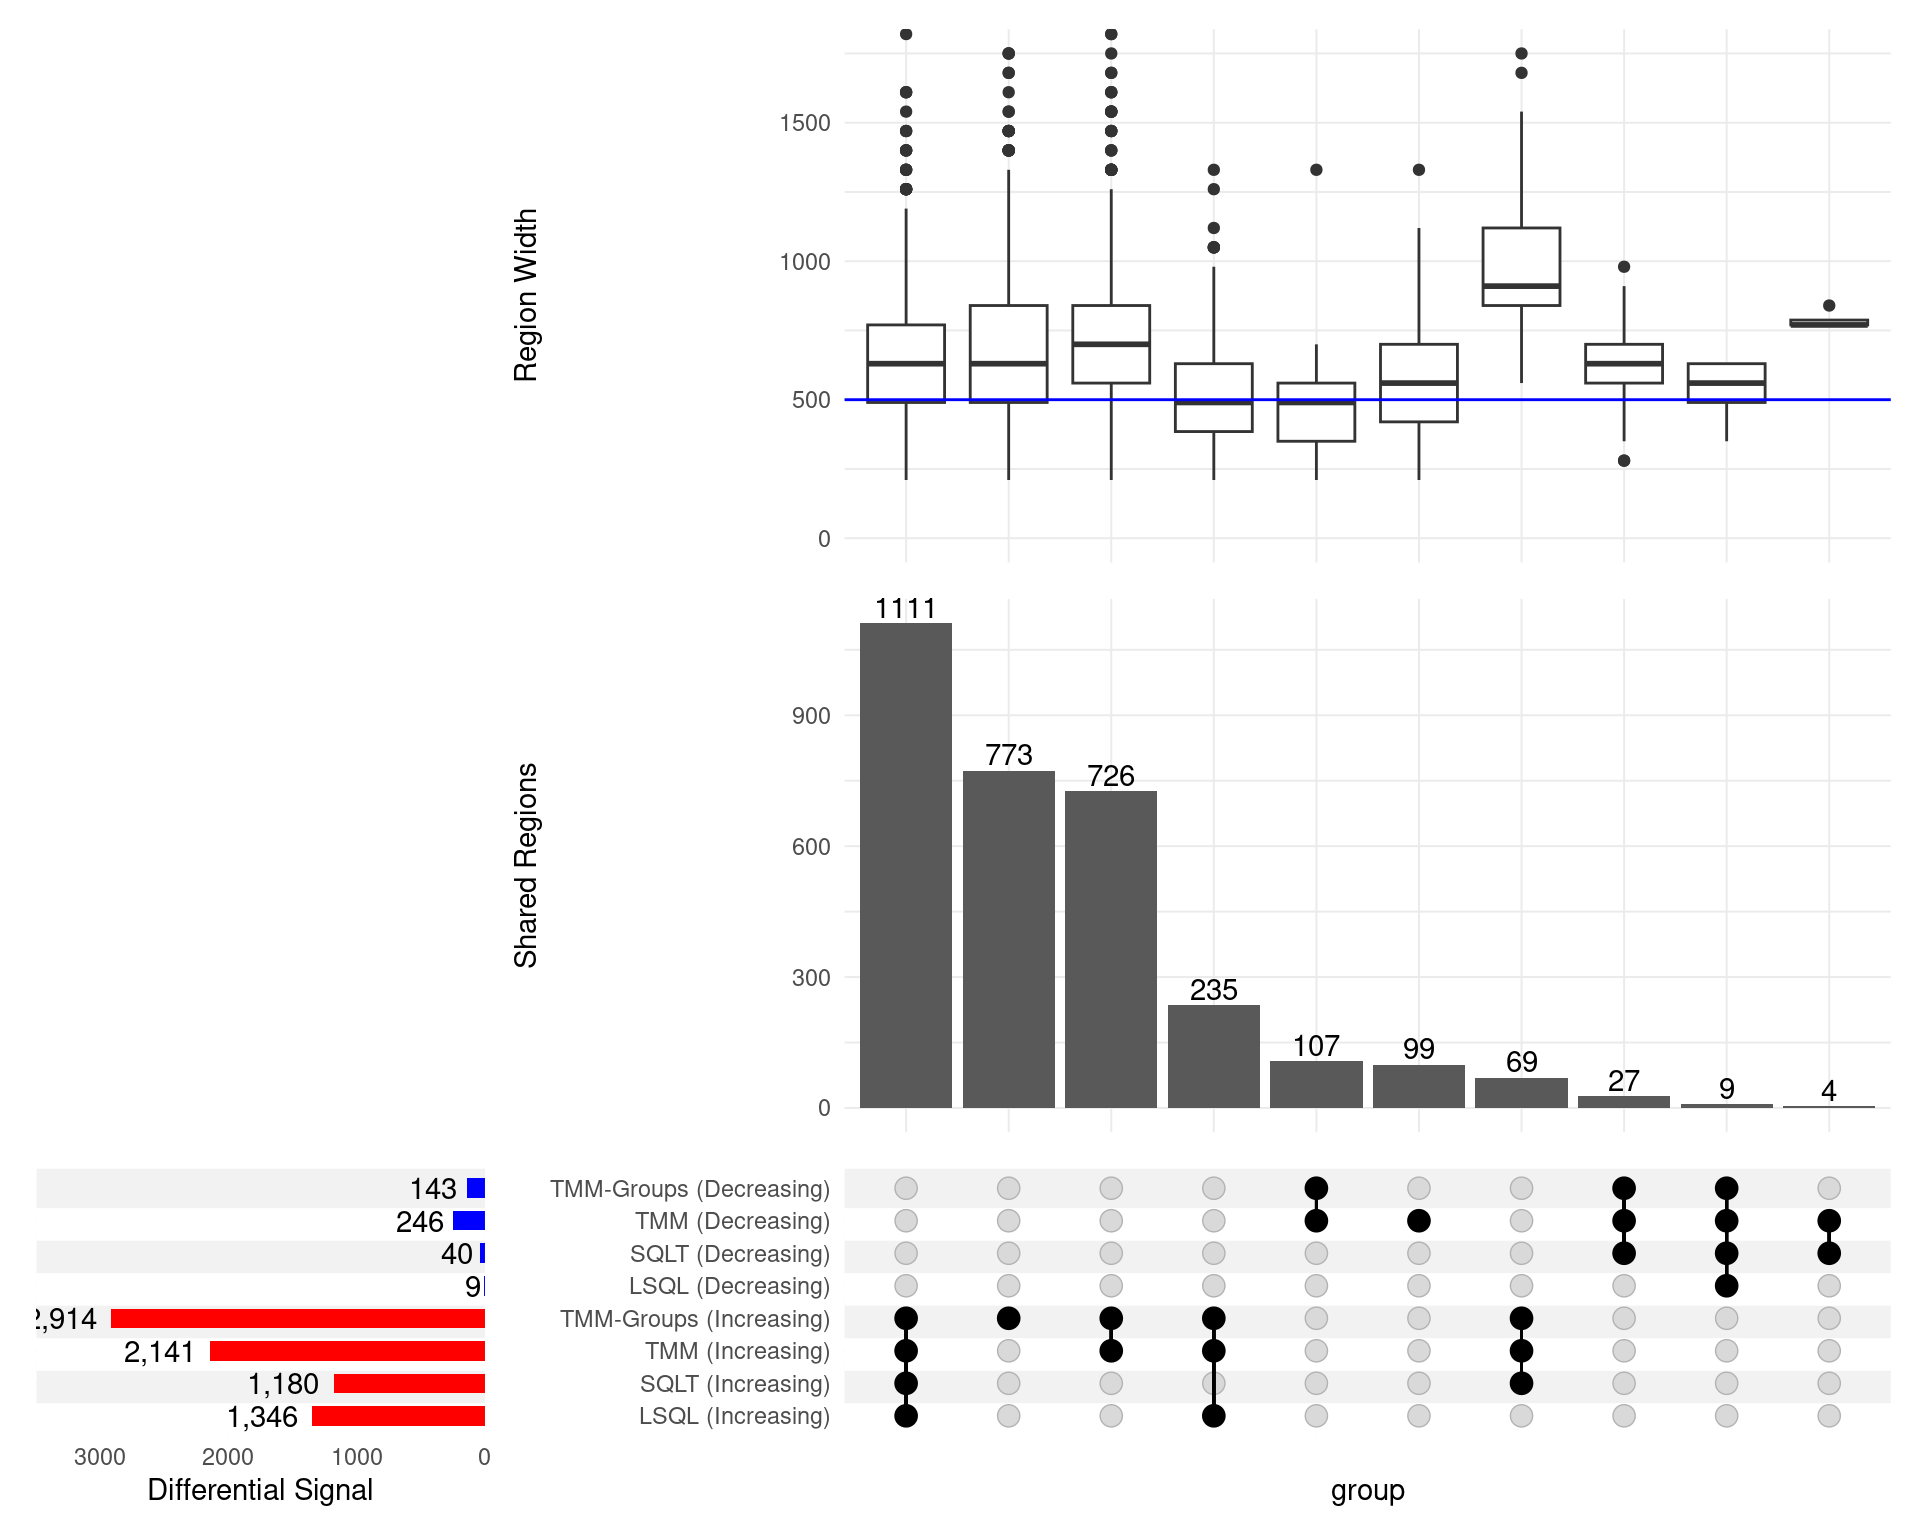 1500
1000
500
0
Region Width
1111
773
726
235
107
99
69
27
9
4
900
600
300
0
Shared Regions
143
246
40
9
2,914
2,141
1,180
1,346
3000 2000 1000 0
Differential Signal
TMM-Groups (Decreasing)
TMM (Decreasing)
SQLT (Decreasing)
LSQL (Decreasing)
TMM-Groups (Increasing)
TMM (Increasing)
SQLT (Increasing)
LSQL (Increasing)
group